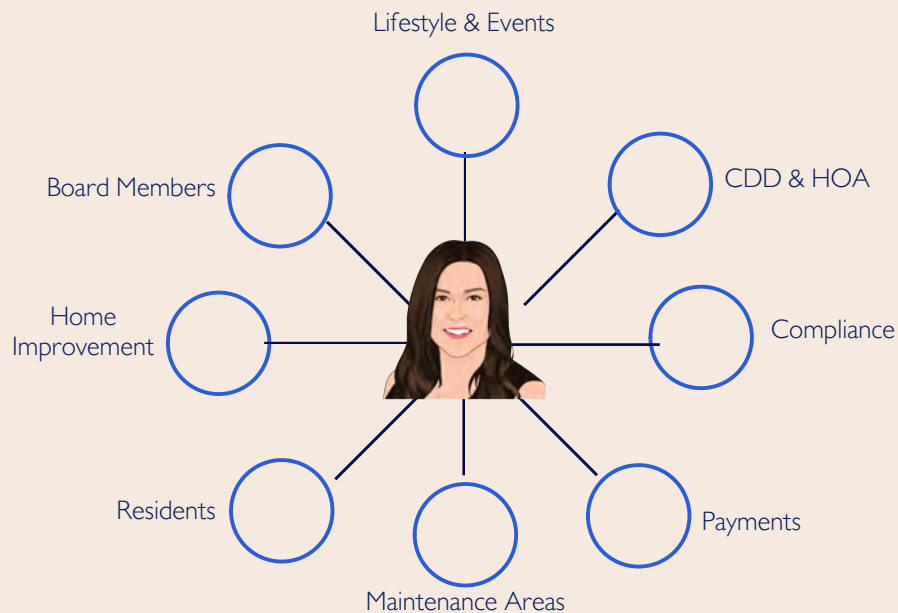 Lifestyle & Events
Board Members
CDD & HOA
Home
Improvement
Compliance
Residents
Payments
Maintenance Areas